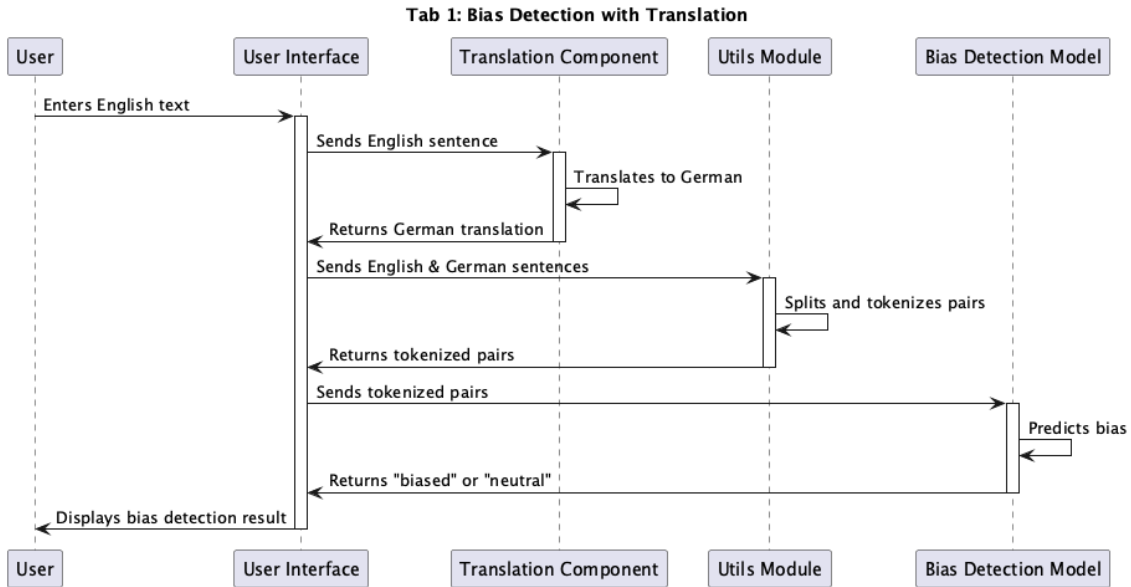 Tab 1: Bias Detection with Translation
User User Interface Translation Component Utils Module Bias Detection Model
Enters English text
Sends English sentence
Translates to German
Returns German translation
Sends English & German sentences
Splits and tokenizes pairs
Returns tokenized pairs
Sends tokenized pairs
Predicts bias
Returns "biased" or "neutral"
Displays bias detection result
User User Interface Translation Component Utils Module Bias Detection Model